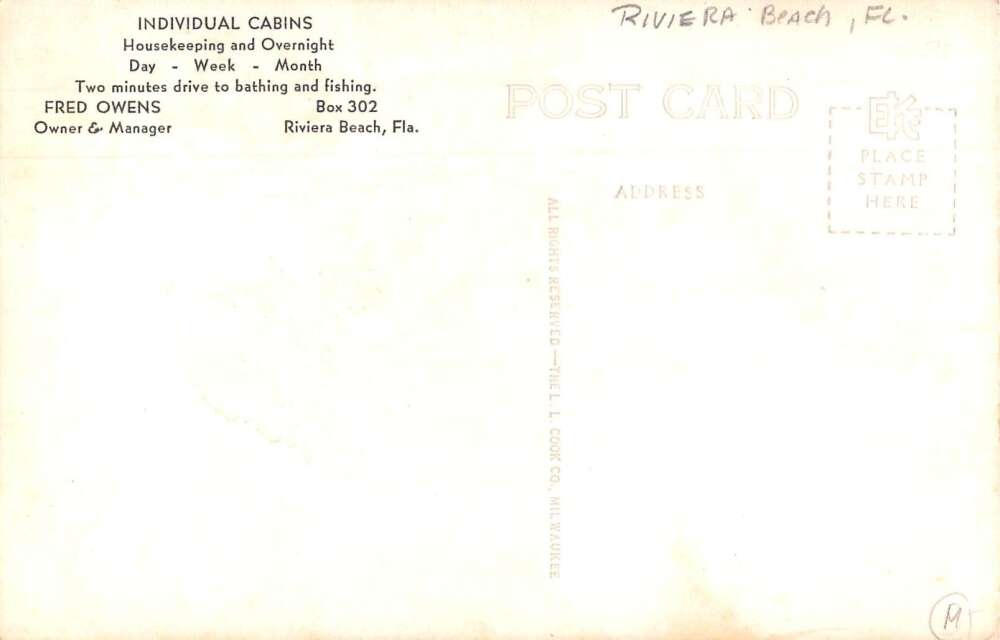 INDIVIDUAL CABINS
Housekeeping and Overnight
Day - Week - Month
Two minutes drive to bathing and fishing.
FRED OWENS Box 302
Owner & Manager Riviera Beach, Fla.
RIVIERA BEACH, FL.
POST CARD
ADDRESS
EKC
PLACE
STAMP
HERE
ALL RIGHTS RESERVED—THE L. L. COOK CO., MILWAUKEE
M